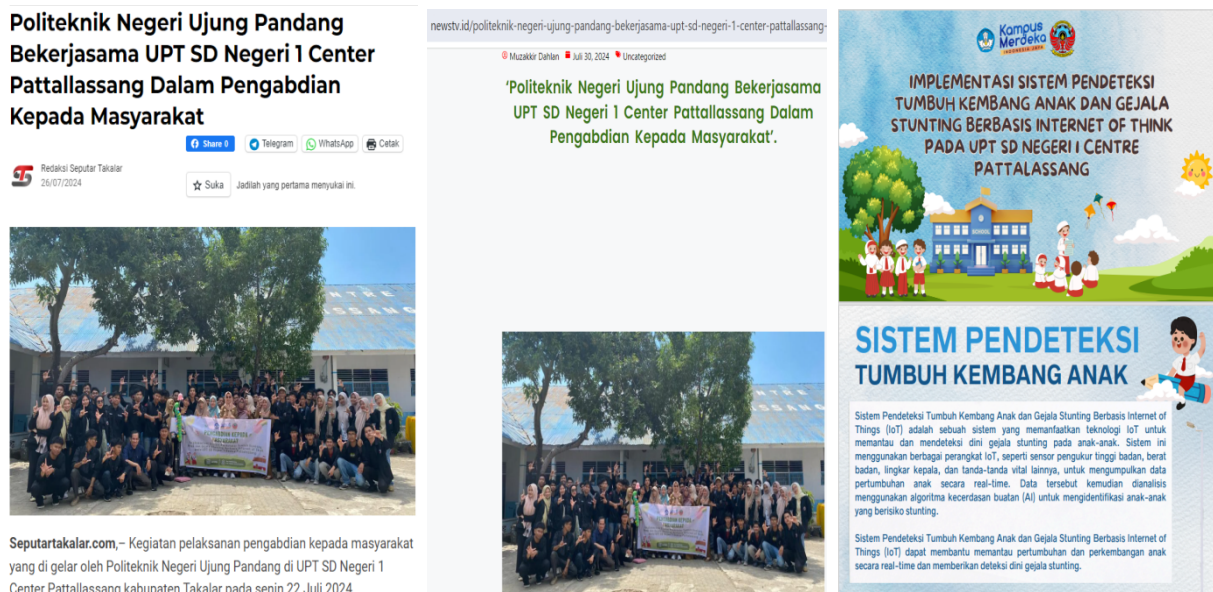 Politeknik Negeri Ujung Pandang
Bekerjasama UPT SD Negeri 1 Center
Pattallassang Dalam Pengabdian
Kepada Masyarakat
Share 0
Telegram
WhatsApp
Cetak
Redaksi Seputar Takalar
26/07/2024
Suka
Jadilah yang pertama menyukai ini.
Seputartakalar.com,– Kegiatan pelaksanan pengabdian kepada masyarakat
yang di gelar oleh Politeknik Negeri Ujung Pandang di UPT SD Negeri 1
Center Pattallassang kabupaten Takalar pada senin 22 Juli 2024
newstv.id/politeknik-negeri-ujung-pandang-bekerjasama-upt-sd-negeri-1-center-pattallassang-
Muzakkir Dahlan Juli 30, 2024 Uncategorized
‘Politeknik Negeri Ujung Pandang Bekerjasama
UPT SD Negeri 1 Center Pattallassang Dalam
Pengabdian Kepada Masyarakat’.
Kampus
Merdeka
INDONESIA JAYA
IMPLEMENTASI SISTEM PENDETEKSI
TUMBUH KEMBANG ANAK DAN GEJALA
STUNTING BERBASIS INTERNET OF THINK
PADA UPT SD NEGERI 1 CENTRE
PATTALASSANG
SCHOOL
SISTEM PENDETEKSI
TUMBUH KEMBANG ANAK
Sistem Pendeteksi Tumbuh Kembang Anak dan Gejala Stunting Berbasis Internet of
Things (IoT) adalah sebuah sistem yang memanfaatkan teknologi IoT untuk
memantau dan mendeteksi dini gejala stunting pada anak-anak. Sistem ini
menggunakan berbagai perangkat IoT, seperti sensor pengukur tinggi badan, berat
badan, lingkar kepala, dan tanda-tanda vital lainnya, untuk mengumpulkan data
pertumbuhan anak secara real-time. Data tersebut kemudian dianalisis
menggunakan algoritma kecerdasan buatan (AI) untuk mengidentifikasi anak-anak
yang berisiko stunting.
Sistem Pendeteksi Tumbuh Kembang Anak dan Gejala Stunting Berbasis Internet of
Things (IoT) dapat membantu memantau pertumbuhan dan perkembangan anak
secara real-time dan memberikan deteksi dini gejala stunting.